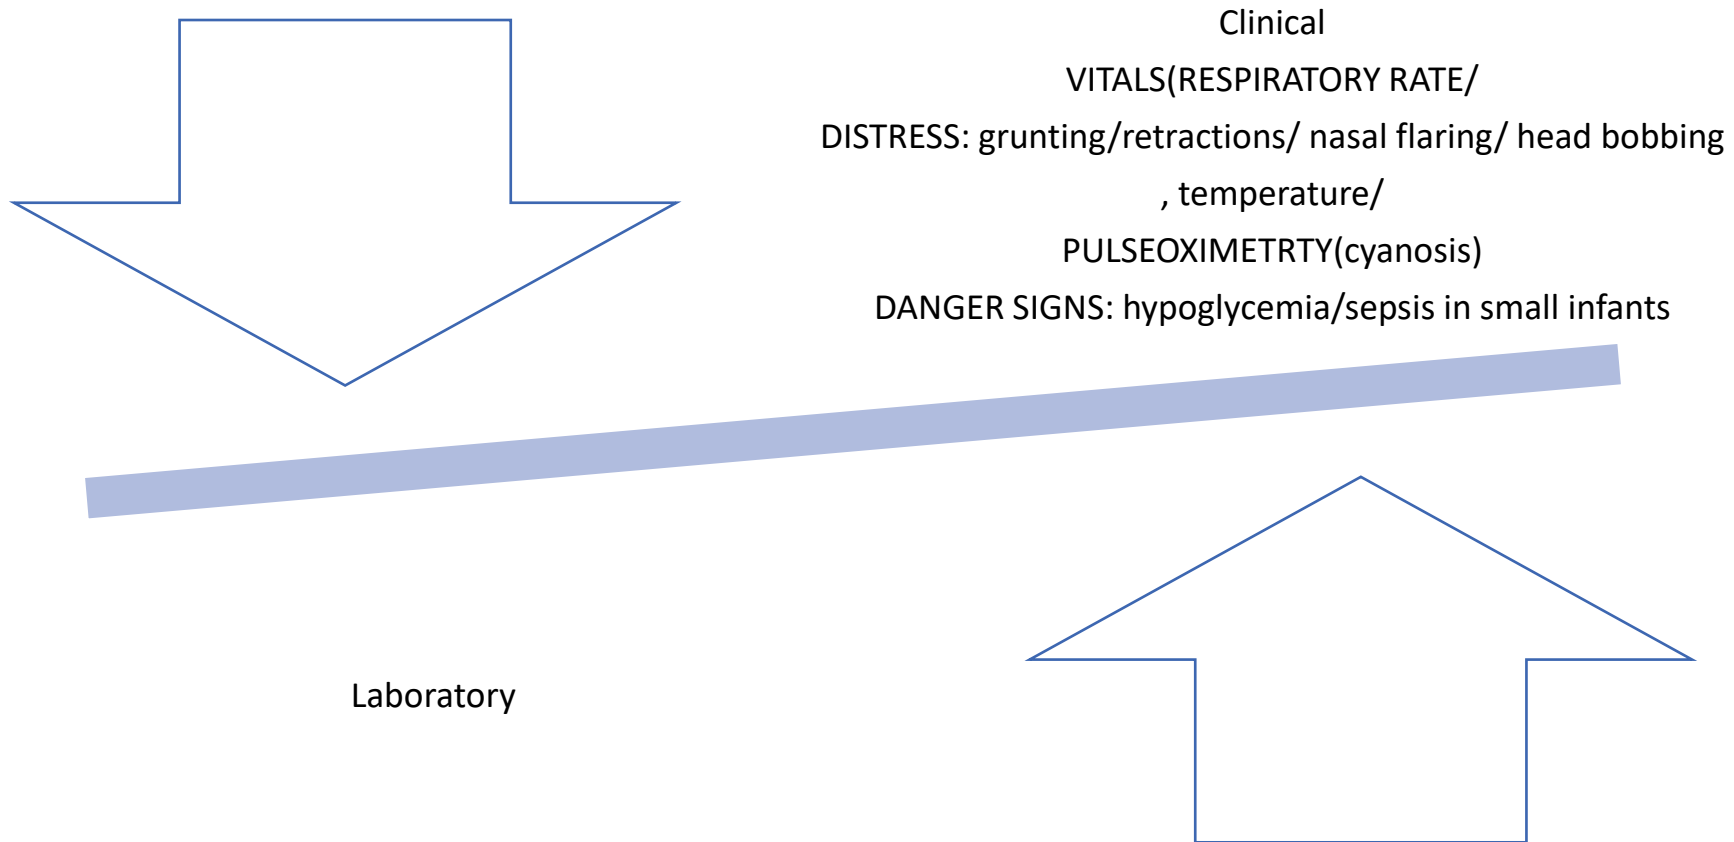 Clinical
VITALS(RESPIRATORY RATE/
DISTRESS: grunting/retractions/ nasal flaring/ head bobbing
, temperature/
PULSEOXIMETRTY(cyanosis)
DANGER SIGNS: hypoglycemia/sepsis in small infants
Laboratory